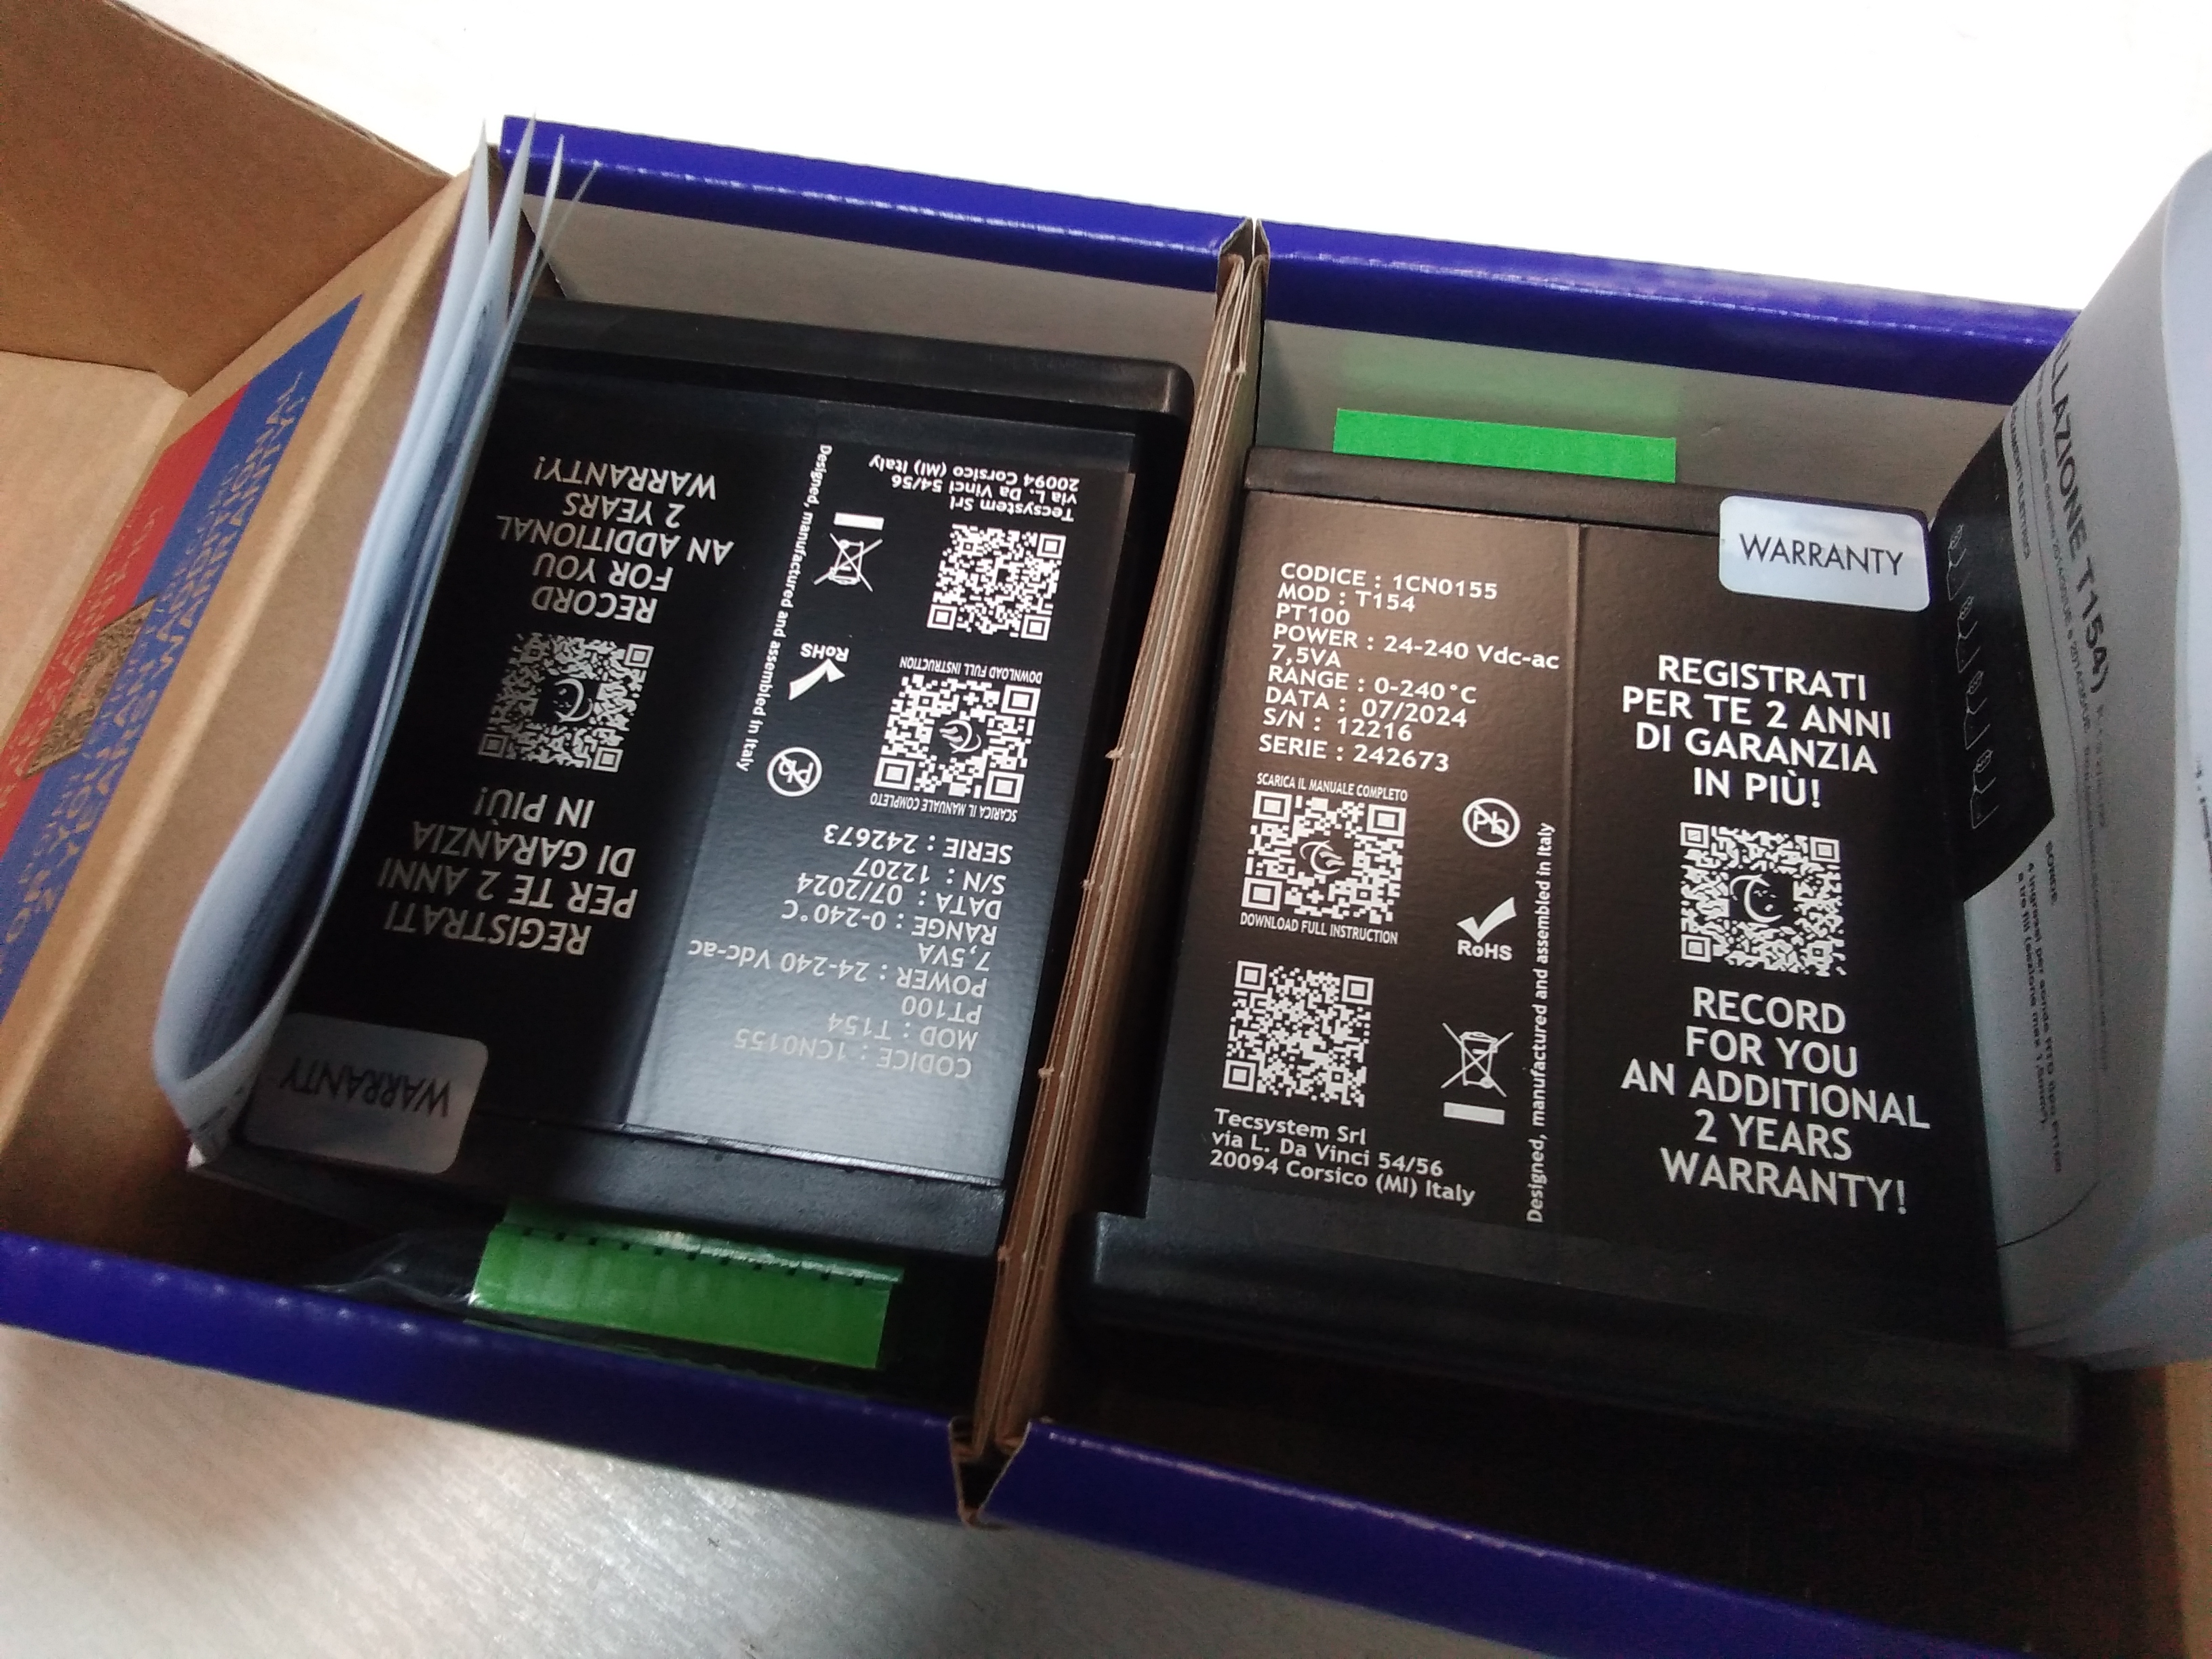 REGISTRATI
PER TE 2 ANNI
DI GARANZIA
IN PIÙ!
RECORD
FOR YOU
AN ADDITIONAL
2 YEARS
WARRANTY!
WARRANTY
CODICE : 1CN0155
MOD : T154
PT100
POWER : 24-240 Vdc-ac
7,5VA
RANGE : 0-240°C
DATA : 07/2024
S/N : 12207
SERIE : 242673
SCARICA IL MANUALE COMPLETO
DOWNLOAD FULL INSTRUCTION
RoHS
Pb
Designed, manufactured and assembled in Italy
Tecsystem Srl
via L. Da Vinci 54/56
20094 Corsico (MI) Italy
CODICE : 1CN0155
MOD : T154
PT100
POWER : 24-240 Vdc-ac
7,5VA
RANGE : 0-240°C
DATA : 07/2024
S/N : 12216
SERIE : 242673
SCARICA IL MANUALE COMPLETO
DOWNLOAD FULL INSTRUCTION
Pb
RoHS
Designed, manufactured and assembled in Italy
Tecsystem Srl
via L. Da Vinci 54/56
20094 Corsico (MI) Italy
WARRANTY
REGISTRATI
PER TE 2 ANNI
DI GARANZIA
IN PIÙ!
RECORD
FOR YOU
AN ADDITIONAL
2 YEARS
WARRANTY!
T154)